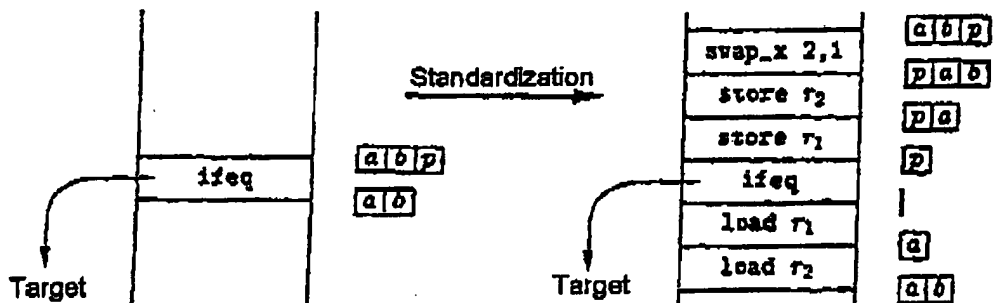 ifeq
a b p
a b
Target
Standardization
swap_x 2,1
store r2
store r1
ifeq
load r1
load r2
a b p
p a b
p a
p
a
a b
Target